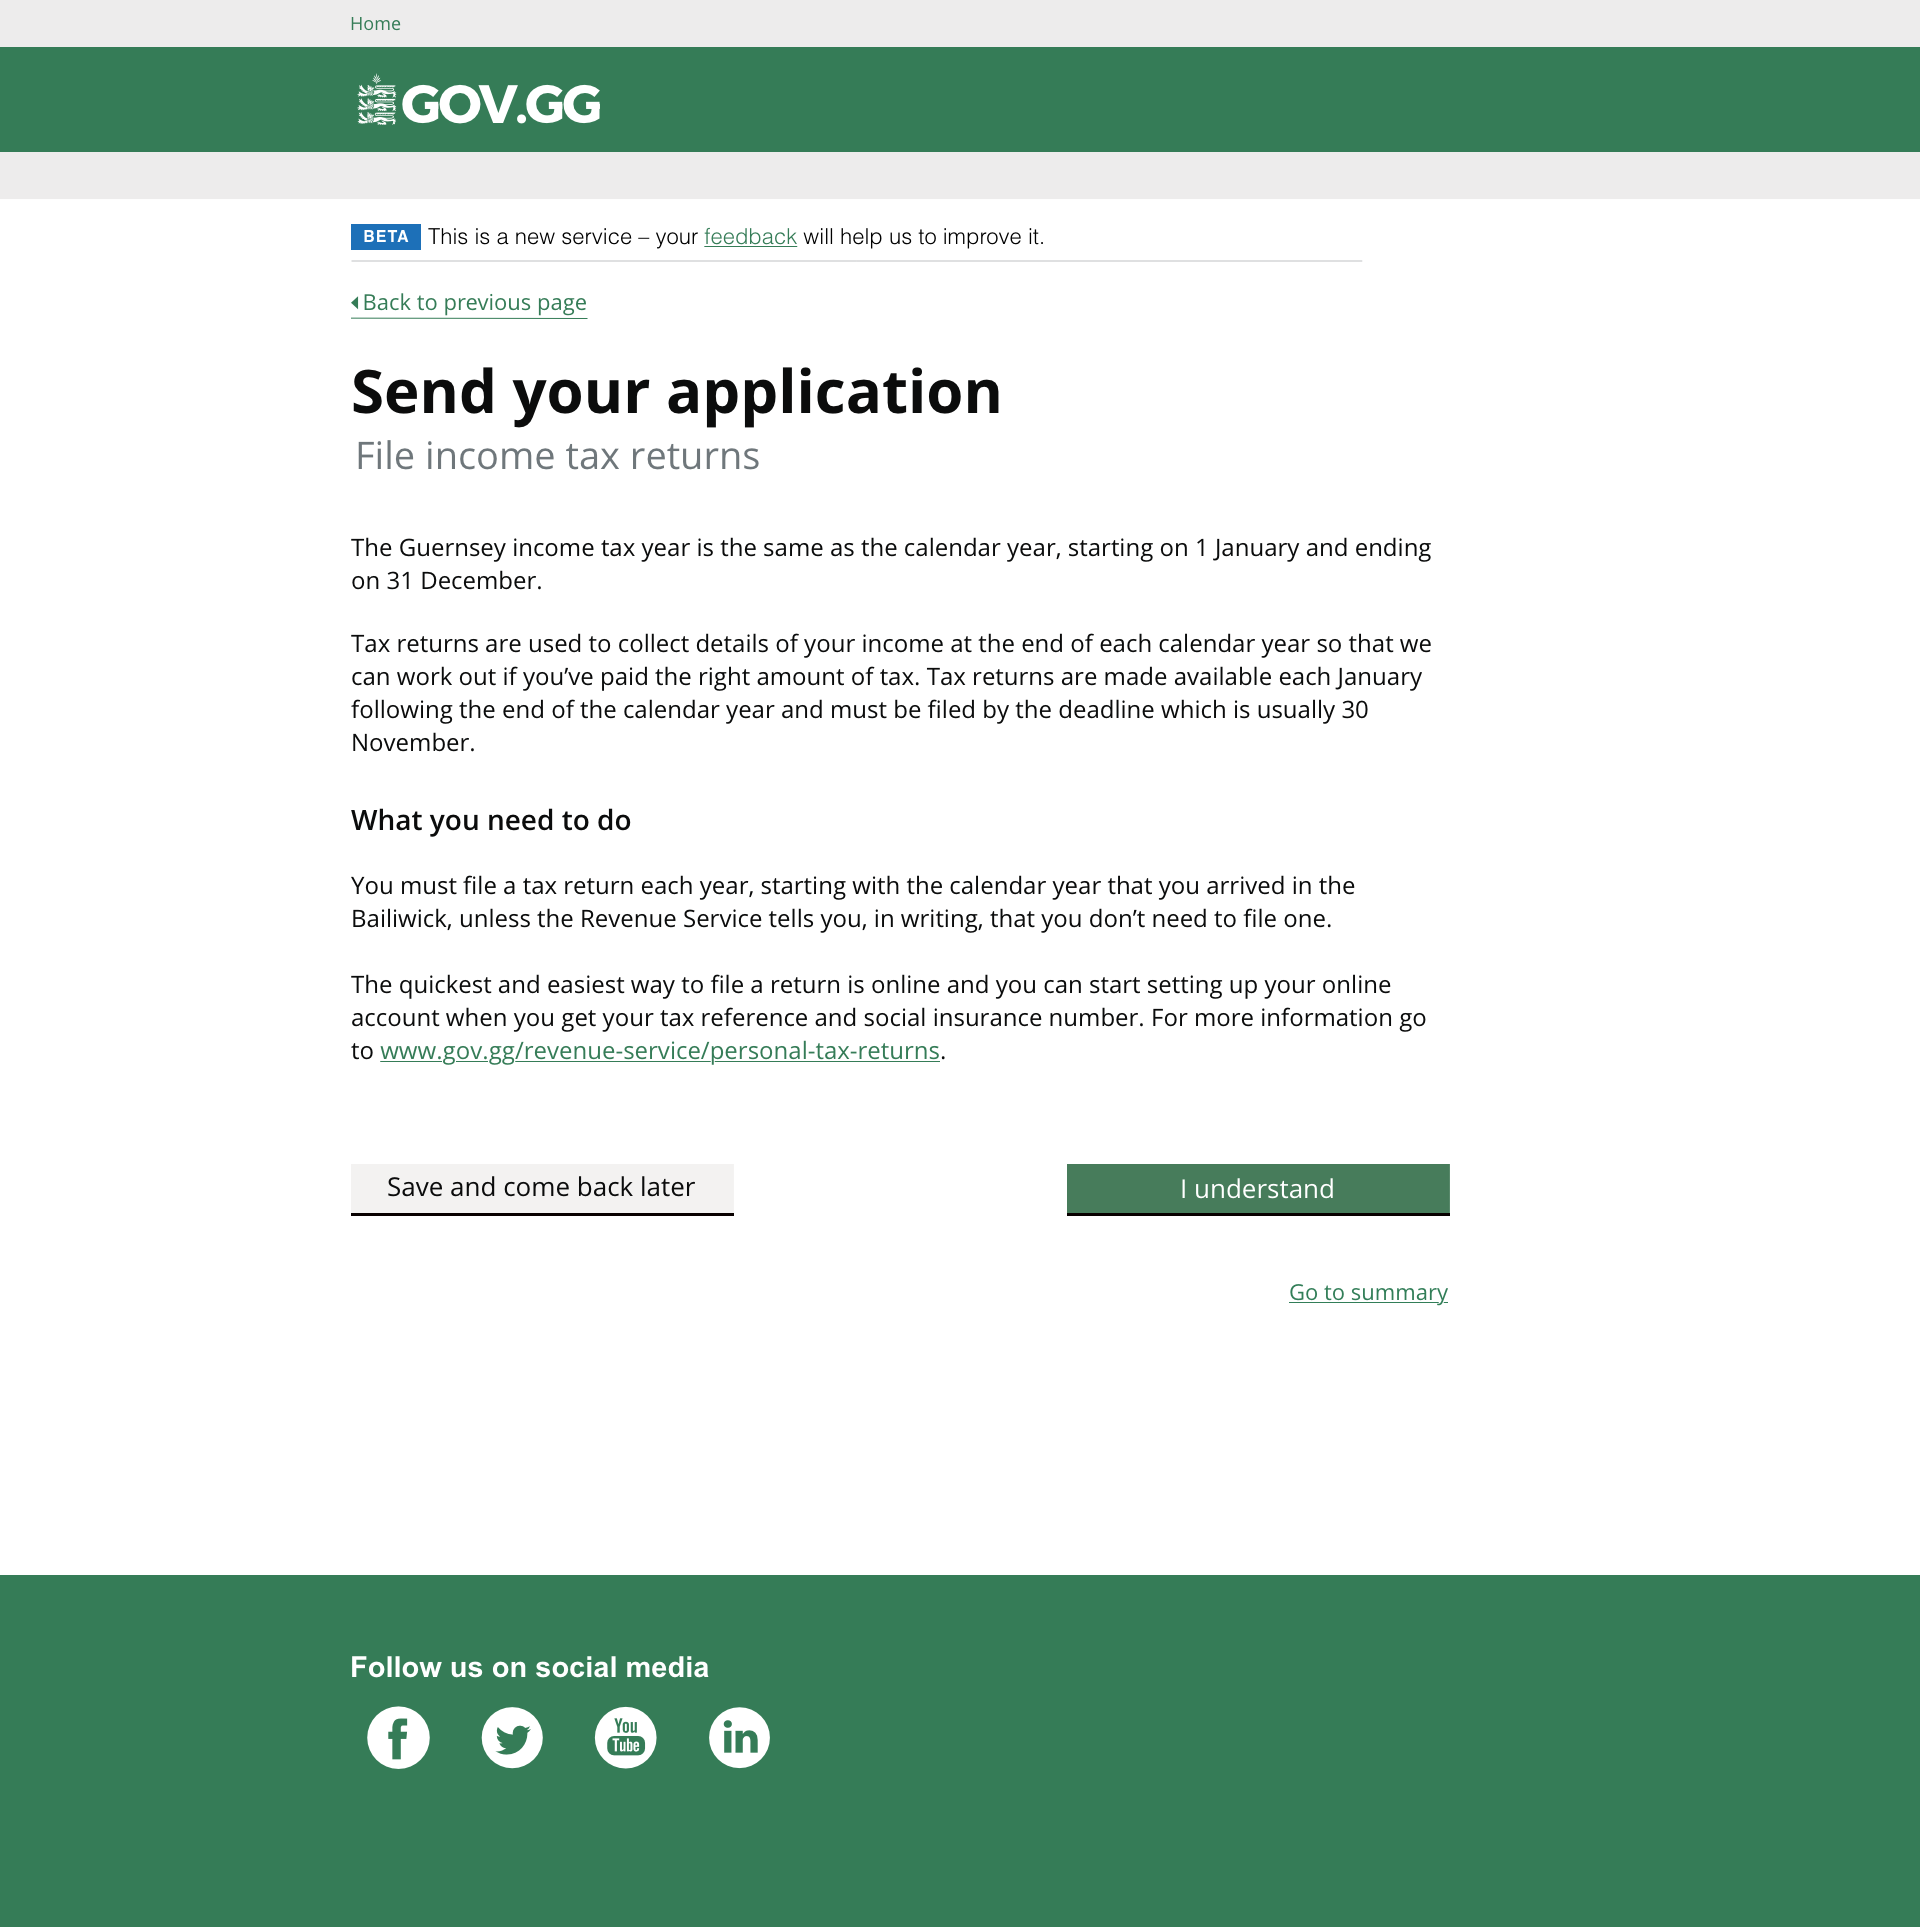 Home
GOV.GG
BETA This is a new service – your feedback will help us to improve it.
Back to previous page
Send your application
File income tax returns
The Guernsey income tax year is the same as the calendar year, starting on 1 January and ending
on 31 December.
Tax returns are used to collect details of your income at the end of each calendar year so that we
can work out if you’ve paid the right amount of tax. Tax returns are made available each January
following the end of the calendar year and must be filed by the deadline which is usually 30
November.
What you need to do
You must file a tax return each year, starting with the calendar year that you arrived in the
Bailiwick, unless the Revenue Service tells you, in writing, that you don’t need to file one.
The quickest and easiest way to file a return is online and you can start setting up your online
account when you get your tax reference and social insurance number. For more information go
to www.gov.gg/revenue-service/personal-tax-returns.
Save and come back later
I understand
Go to summary
Follow us on social media
f
You
Tube
in